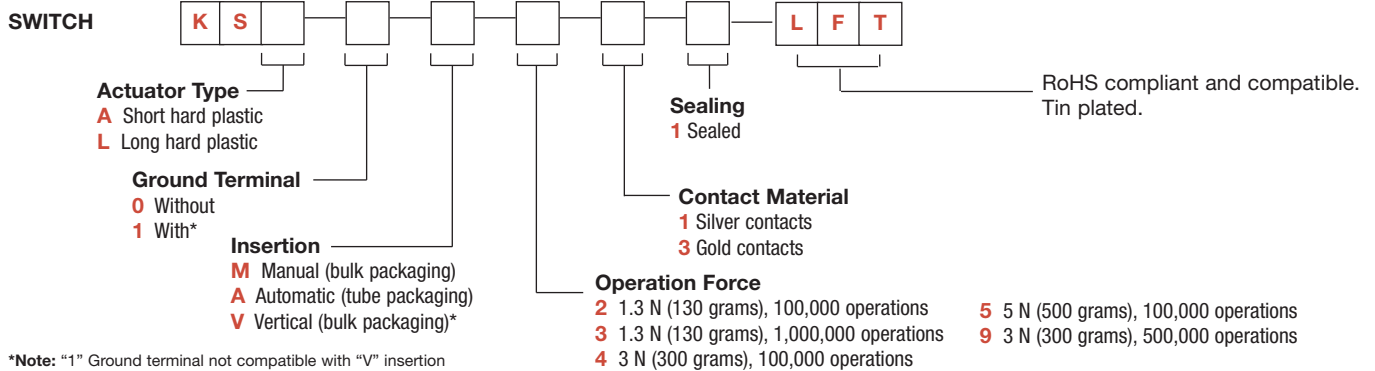 SWITCH
K S
L F T
Actuator Type
A Short hard plastic
L Long hard plastic
Ground Terminal
0 Without
1 With*
Insertion
M Manual (bulk packaging)
A Automatic (tube packaging)
V Vertical (bulk packaging)*
Operation Force
2 1.3 N (130 grams), 100,000 operations
3 1.3 N (130 grams), 1,000,000 operations
4 3 N (300 grams), 100,000 operations
5 5 N (500 grams), 100,000 operations
9 3 N (300 grams), 500,000 operations
Contact Material
1 Silver contacts
3 Gold contacts
Sealing
1 Sealed
RoHS compliant and compatible.
Tin plated.
*Note: “1” Ground terminal not compatible with “V” insertion